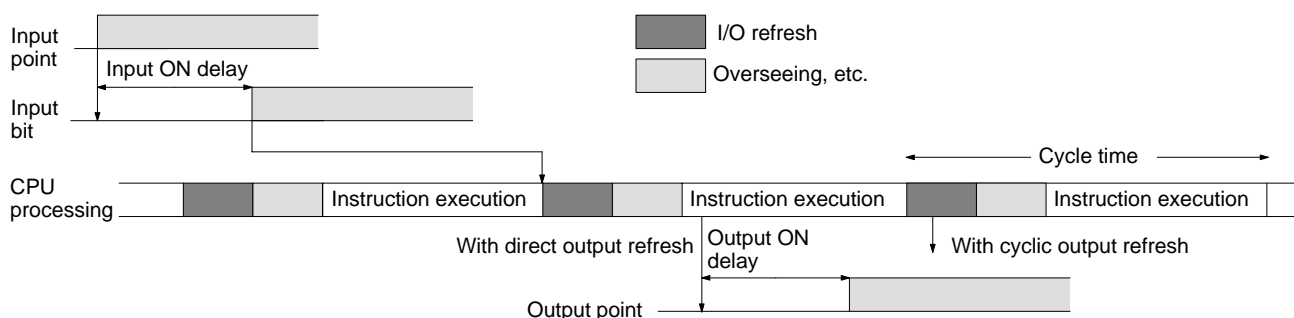 Input
point
I/O refresh
Input ON delay
Overseeing, etc.
Input
bit
Cycle time
CPU
processing
Instruction execution
Instruction execution
Instruction execution
With direct output refresh
Output ON
delay
With cyclic output refresh
Output point